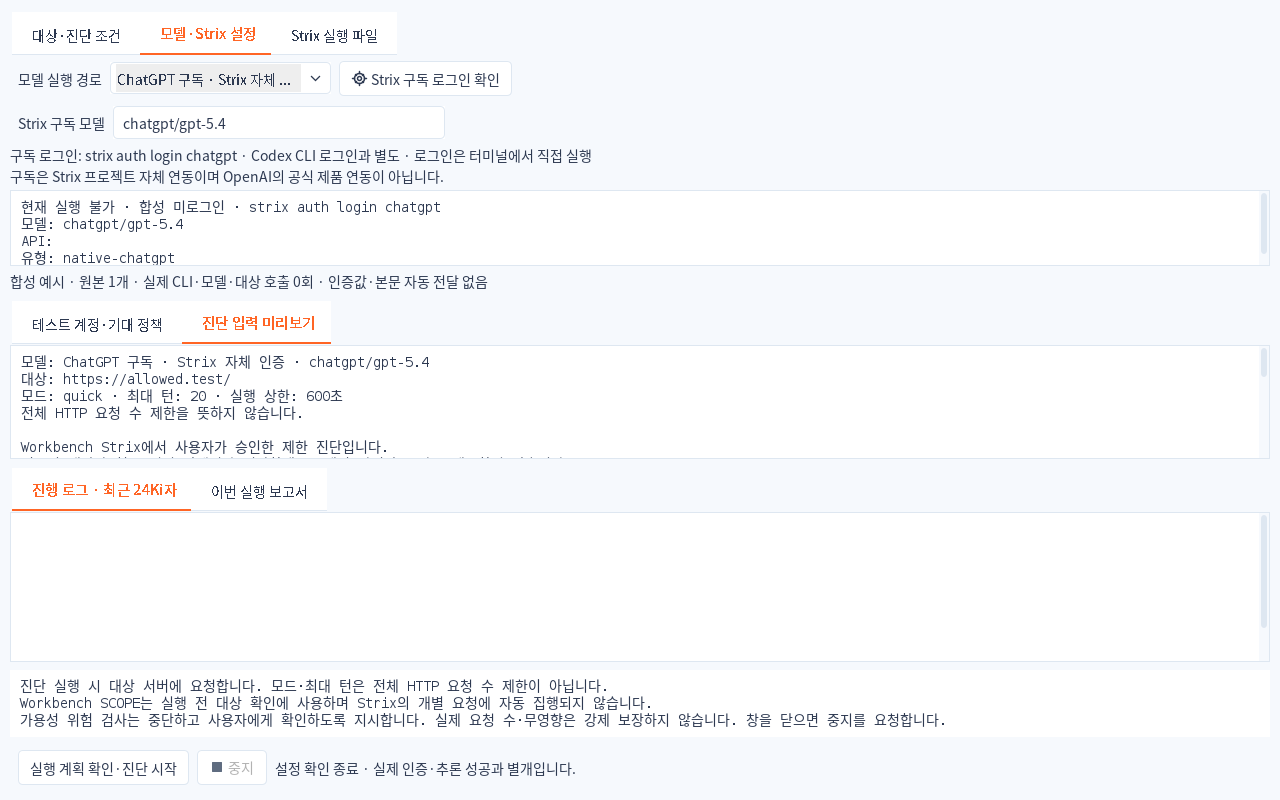 대상·진단 조건
모델·Strix 설정
Strix 실행 파일
모델 실행 경로
ChatGPT 구독 · Strix 자체 ...
Strix 구독 로그인 확인
Strix 구독 모델
chatgpt/gpt-5.4
구독 로그인: strix auth login chatgpt · Codex CLI 로그인과 별도 · 로그인은 터미널에서 직접 실행
구독은 Strix 프로젝트 자체 연동이며 OpenAI의 공식 제품 연동이 아닙니다.
현재 실행 불가 · 합성 미로그인 · strix auth login chatgpt
모델: chatgpt/gpt-5.4
API:
유형: native-chatgpt
합성 예시 · 원본 1개 · 실제 CLI·모델·대상 호출 0회 · 인증값·본문 자동 전달 없음
테스트 계정·기대 정책
진단 입력 미리보기
모델: ChatGPT 구독 · Strix 자체 인증 · chatgpt/gpt-5.4
대상: https://allowed.test/
모드: quick · 최대 턴: 20 · 실행 상한: 600초
전체 HTTP 요청 수 제한을 뜻하지 않습니다.
Workbench Strix에서 사용자가 승인한 제한 진단입니다.
진행 로그 · 최근 24Ki자
이번 실행 보고서
진단 실행 시 대상 서버에 요청합니다. 모드·최대 턴은 전체 HTTP 요청 수 제한이 아닙니다.
Workbench SCOPE는 실행 전 대상 확인에 사용하며 Strix의 개별 요청에 자동 집행되지 않습니다.
가용성 위험 검사는 중단하고 사용자에게 확인하도록 지시합니다. 실제 요청 수·무영향은 강제 보장하지 않습니다. 창을 닫으면 중지를 요청합니다.
실행 계획 확인·진단 시작
중지
설정 확인 종료 · 실제 인증·추론 성공과 별개입니다.